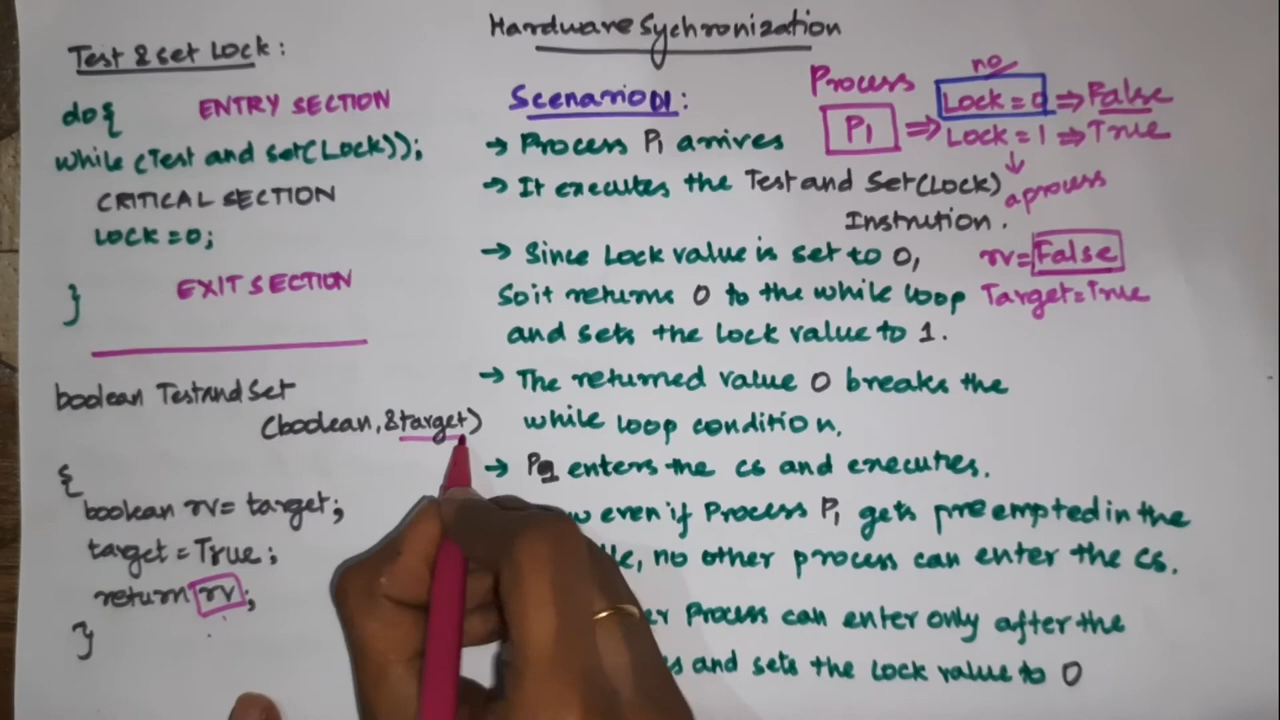 Hardware Sychronization
Test & set Lock :
do{ ENTRY SECTION
while (Test and set(Lock));
CRITICAL SECTION
LOCK = 0;
} EXIT SECTION
boolean TestandSet
(boolean, &target)
{
boolean rv = target;
target = True;
return rv;
}
Scenario 01 :
→ Process P1 arrives
→ It executes the Test and Set(Lock)
Instrution.
→ Since Lock value is set to 0,
So it returns 0 to the while loop
and sets the lock value to 1.
→ The returned value 0 breaks the
while loop condition.
→ P1 enters the cs and executies.
even if Process P1 gets preempted in the
no other process can enter the cs.
Process can enter only after the
and sets the lock value to 0
Process
P1 ⇒
no
Lock = 0 ⇒ False
Lock = 1 ⇒ True
↓
a process
rv = False
Target = True